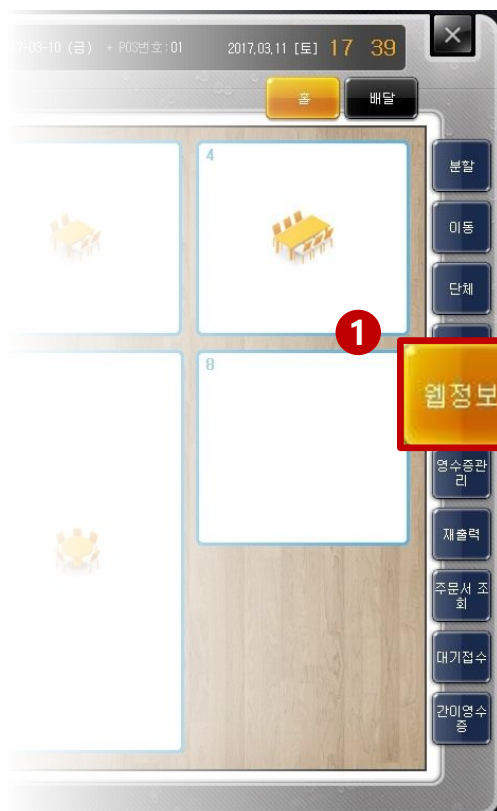 -03-10 (금) + POS번호:01 2017,03,11 [토] 17 39
홀 배달
4
분할
이동
단체
1
8
웹정보
영수증관
리
재출력
주문서 조
회
대기접수
간이영수
증